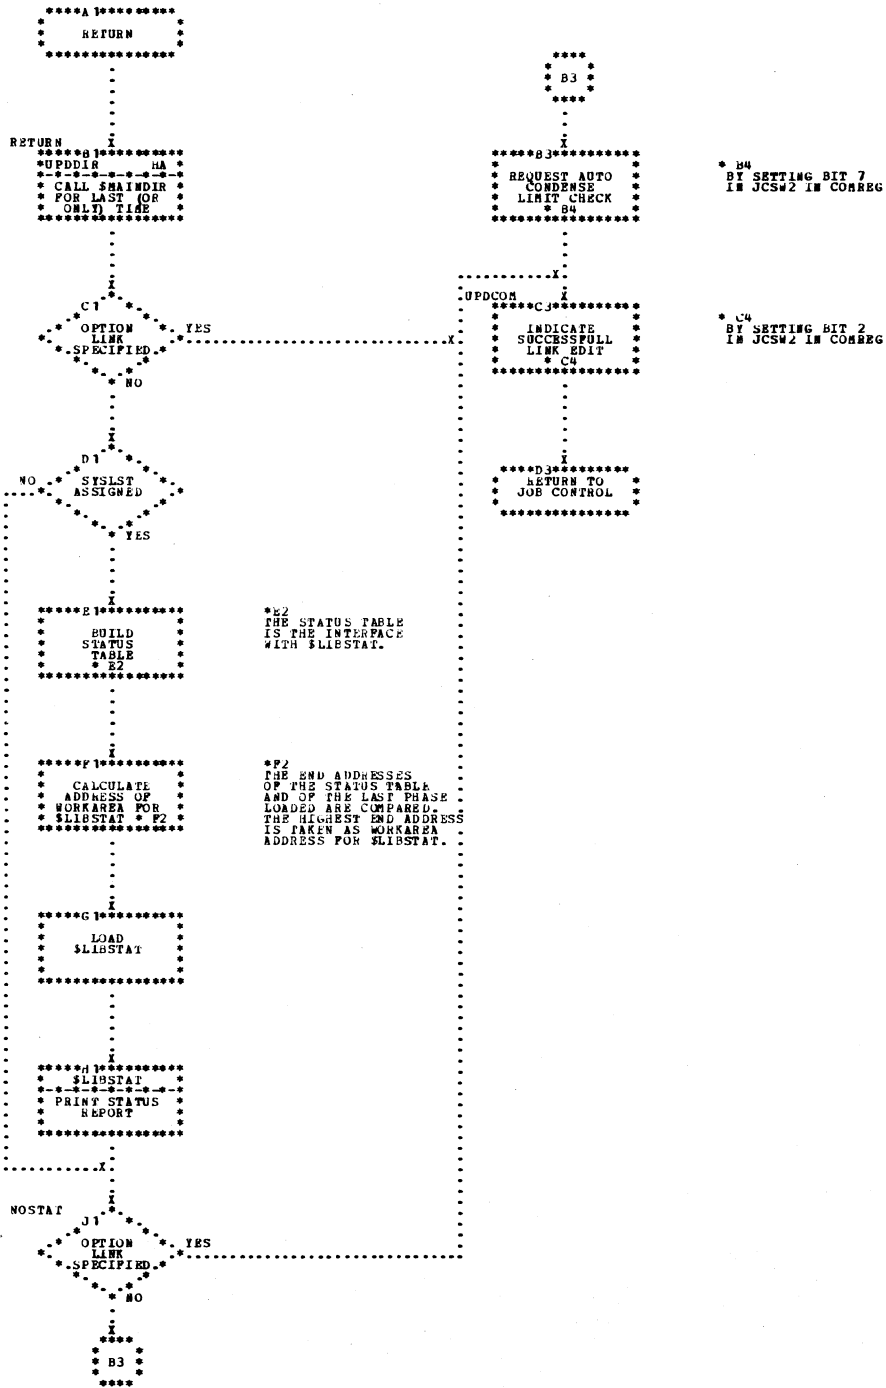 A1
RETURN
RETURN
B1
UPDDIR HA
CALL $MAINDIR
FOR LAST (OR
ONLY) TIME
C1
OPTION
LINK
SPECIFIED.
YES
NO
D1
SYSLST
ASSIGNED
NO
YES
E1
BUILD
STATUS
TABLE
* E2
*E2
THE STATUS TABLE
IS THE INTERFACE
WITH $LIBSTAT.
F1
CALCULATE
ADDRESS OF
WORKAREA FOR
$LIBSTAT * F2
*F2
THE END ADDRESSES
OF THE STATUS TABLE
AND OF THE LAST PHASE
LOADED ARE COMPARED.
THE HIGHEST END ADDRESS
IS TAKEN AS WORKAREA
ADDRESS FOR $LIBSTAT.
G1
LOAD
$LIBSTAT
H1
$LIBSTAT
PRINT STATUS
REPORT
NOSTAT
J1
OPTION
LINK
SPECIFIED.
YES
NO
B3
B3
B3
REQUEST AUTO
CONDENSE
LIMIT CHECK
* B4
* B4
BY SETTING BIT 7
IN JCSW2 IN COMREG
UPDCOM
C3
INDICATE
SUCCESSFULL
LINK EDIT
* C4
* C4
BY SETTING BIT 2
IN JCSW2 IN COMREG
D3
RETURN TO
JOB CONTROL